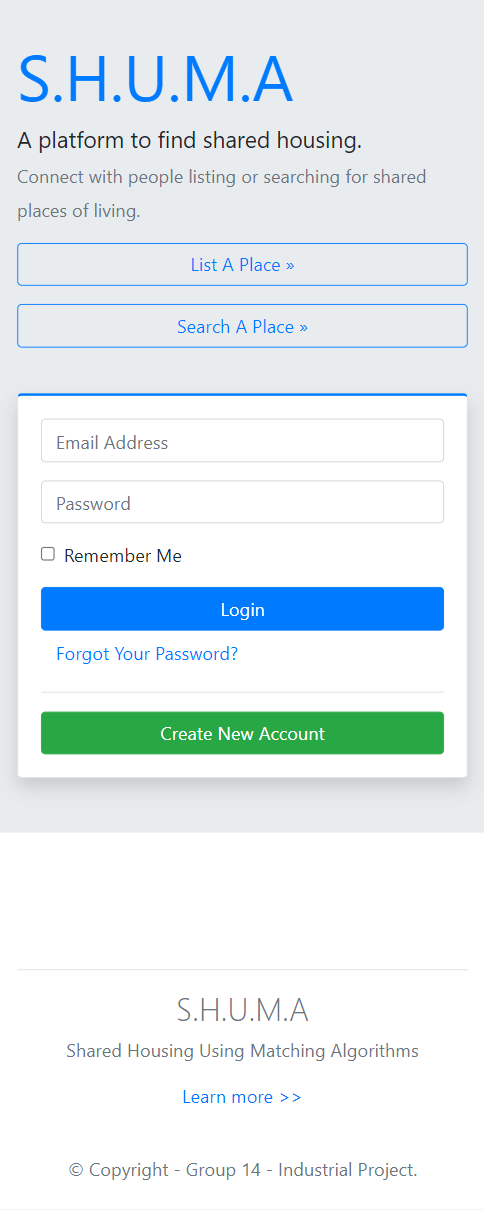 S.H.U.M.A
A platform to find shared housing.
Connect with people listing or searching for shared
places of living.
List A Place »
Search A Place »
Email Address
Password
Remember Me
Login
Forgot Your Password?
Create New Account
S.H.U.M.A
Shared Housing Using Matching Algorithms
Learn more >>
© Copyright - Group 14 - Industrial Project.